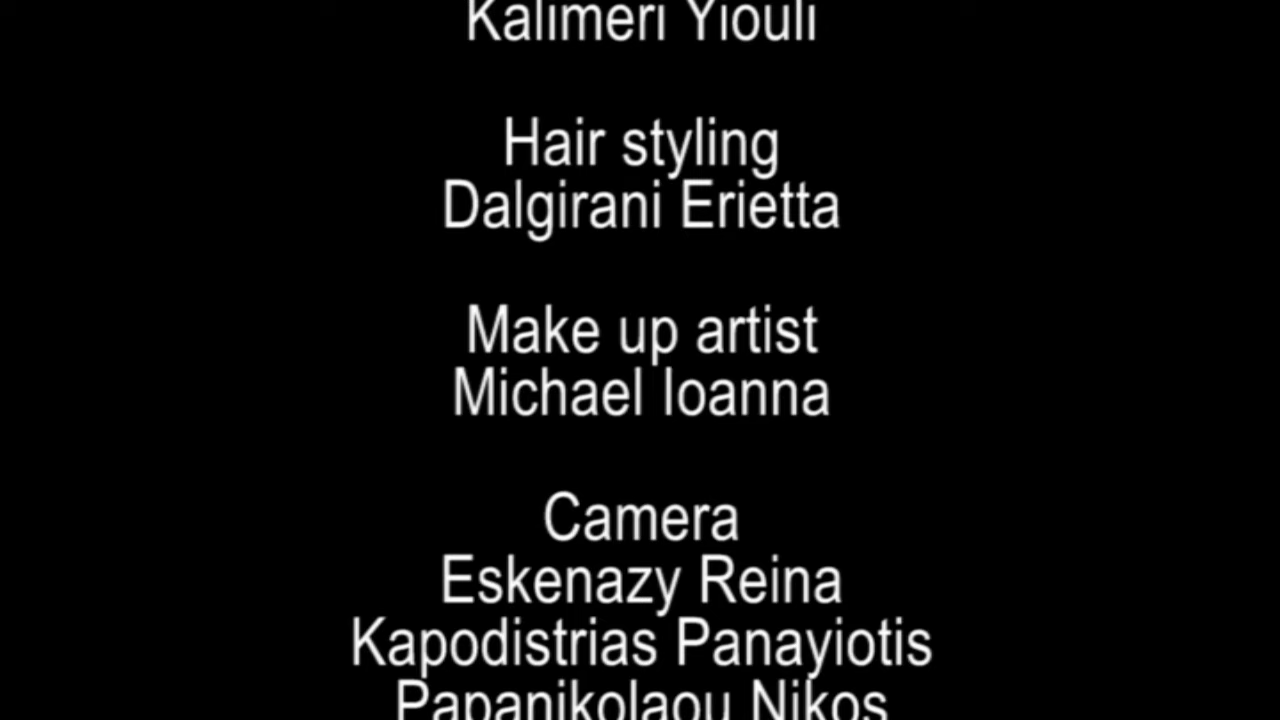 Kalimeri Yiouli
Hair styling
Dalgirani Erietta
Make up artist
Michael Ioanna
Camera
Eskenazy Reina
Kapodistrias Panayiotis
Papanikolaou Nikos